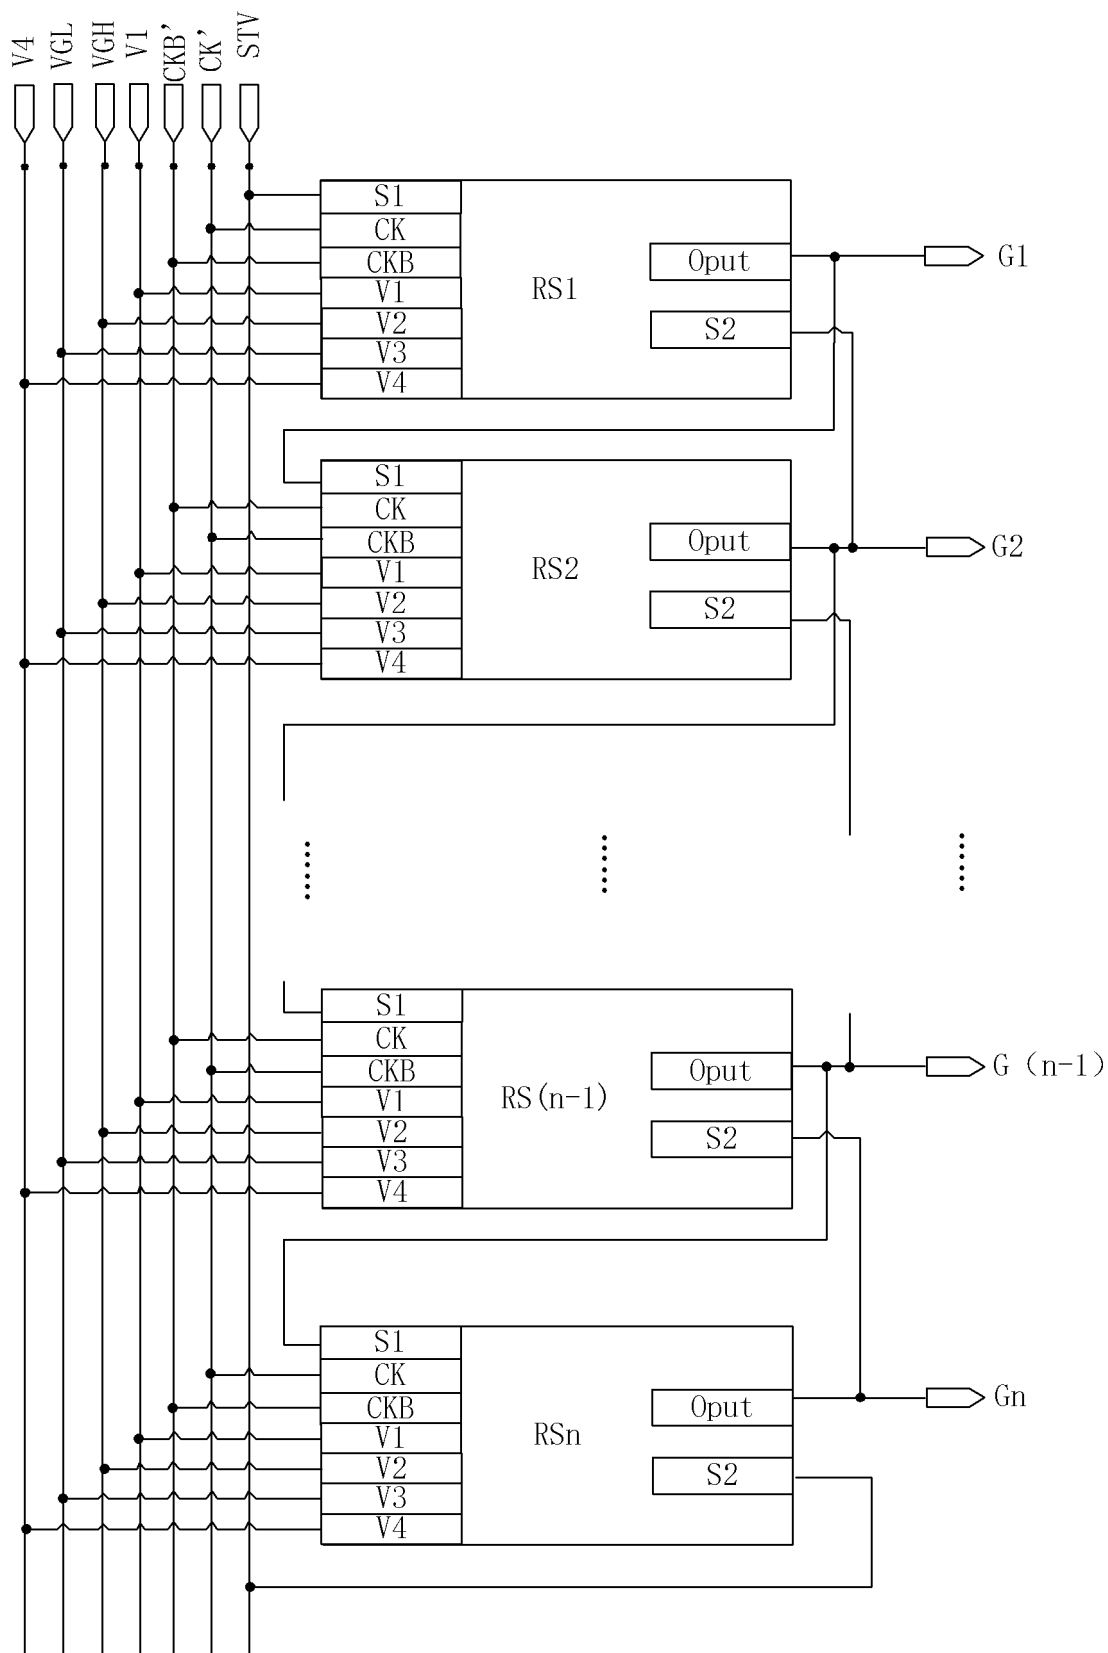 V4
VGL
VGH
V1
CKB'
CK'
STV
S1
CK
CKB
V1
V2
V3
V4
RS1
Oput
S2
G1
S1
CK
CKB
V1
V2
V3
V4
RS2
Oput
S2
G2
S1
CK
CKB
V1
V2
V3
V4
RS(n-1)
Oput
S2
G (n-1)
S1
CK
CKB
V1
V2
V3
V4
RSn
Oput
S2
Gn